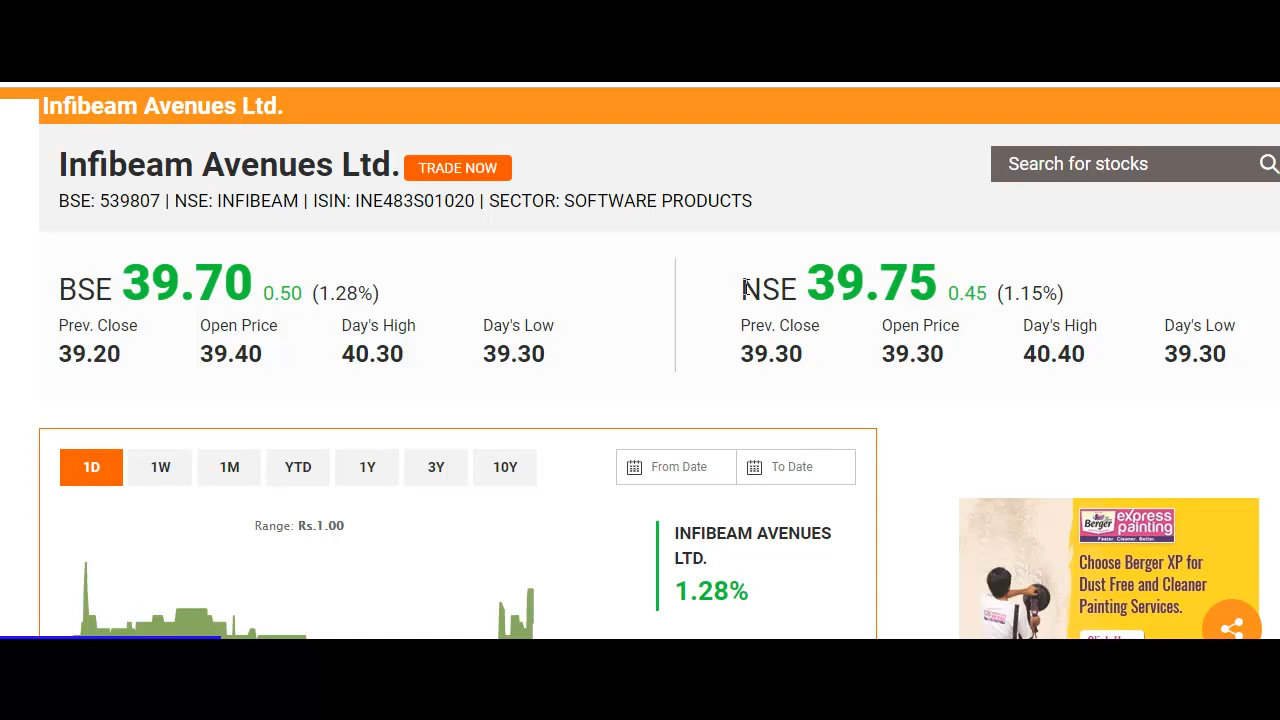 Infibeam Avenues Ltd.
Infibeam Avenues Ltd. TRADE NOW
Search for stocks
BSE: 539807 | NSE: INFIBEAM | ISIN: INE483S01020 | SECTOR: SOFTWARE PRODUCTS
BSE 39.70 0.50 (1.28%)
Prev. Close Open Price Day's High Day's Low
39.20 39.40 40.30 39.30
NSE 39.75 0.45 (1.15%)
Prev. Close Open Price Day's High Day's Low
39.30 39.30 40.40 39.30
1D 1W 1M YTD 1Y 3Y 10Y
From Date To Date
Range: Rs.1.00
INFIBEAM AVENUES
LTD.
1.28%
Berger express
painting
Faster. Cleaner. Better.
Choose Berger XP for
Dust Free and Cleaner
Painting Services.